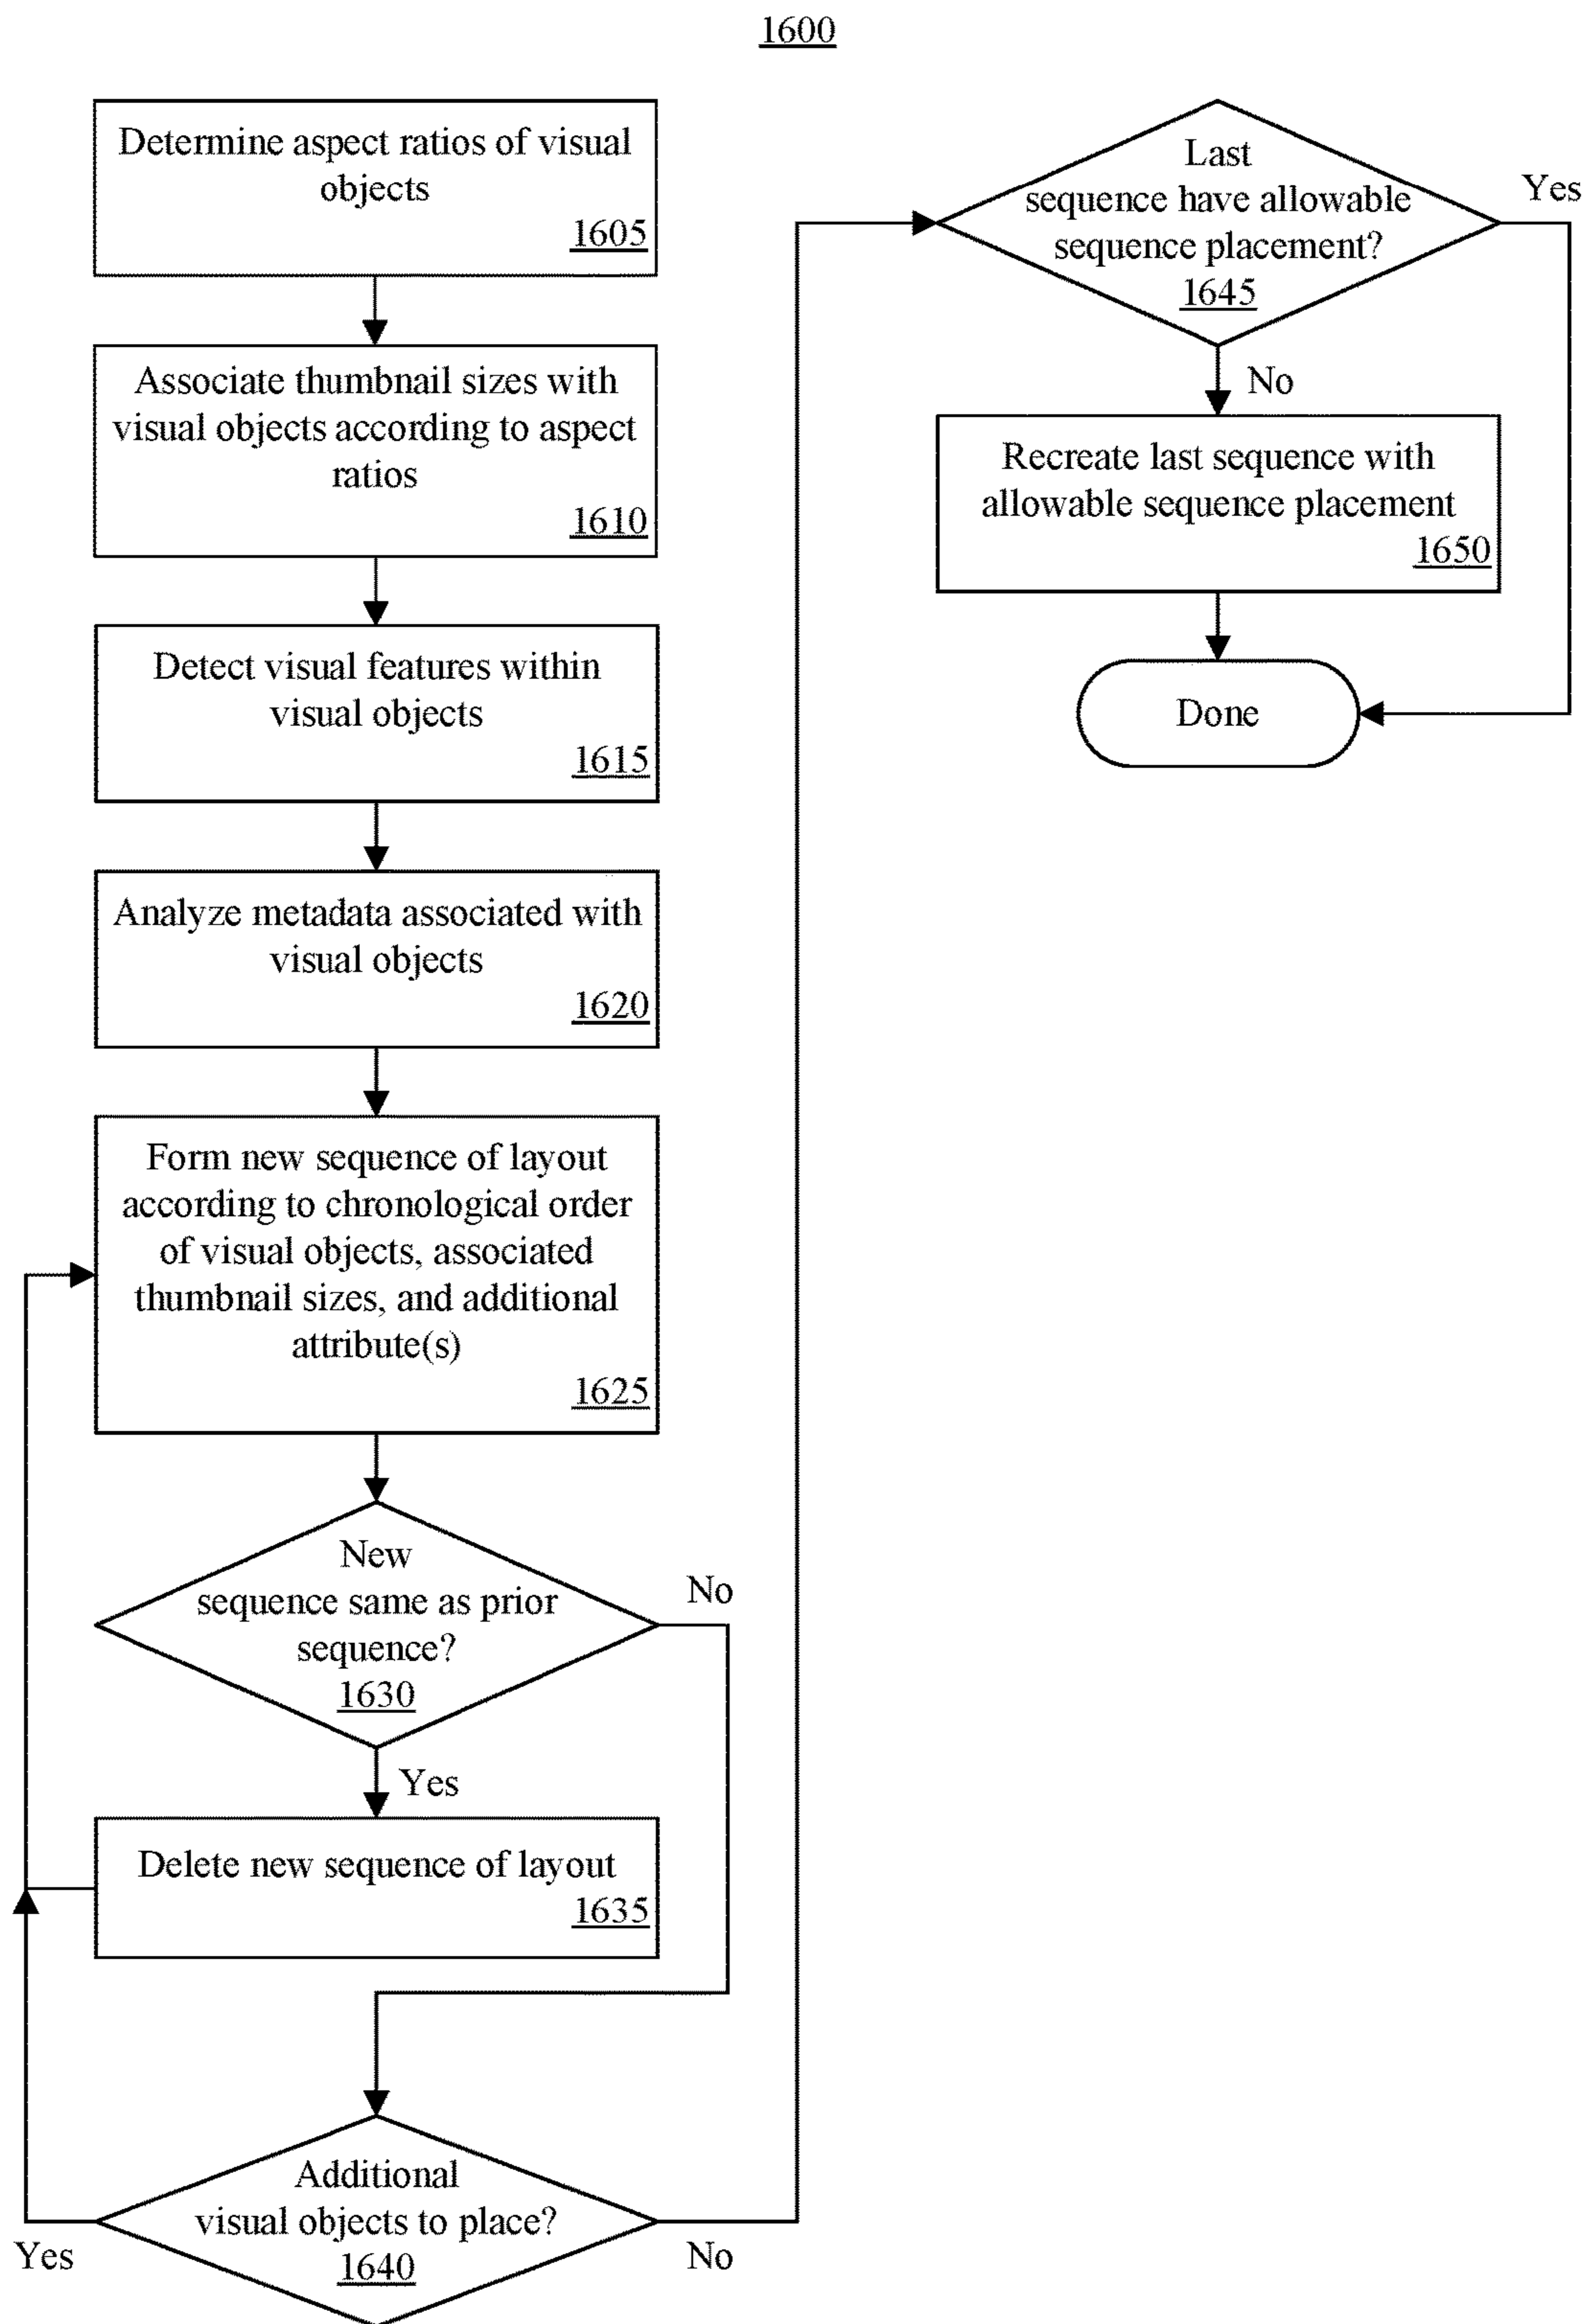 1600
Determine aspect ratios of visual
objects
1605
Associate thumbnail sizes with
visual objects according to aspect
ratios
1610
Detect visual features within
visual objects
1615
Analyze metadata associated with
visual objects
1620
Form new sequence of layout
according to chronological order
of visual objects, associated
thumbnail sizes, and additional
attribute(s)
1625
New
sequence same as prior
sequence?
1630
No
Yes
Delete new sequence of layout
1635
Additional
visual objects to place?
1640
Yes
No
Last
sequence have allowable
sequence placement?
1645
Yes
No
Recreate last sequence with
allowable sequence placement
1650
Done